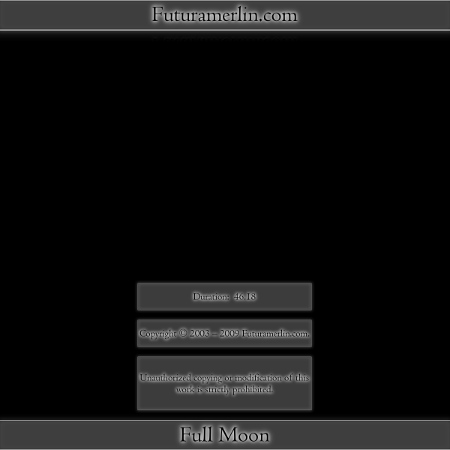 Futuramerlin.com
Duration: 46:18
Copyright © 2003 - 2009 Futuramerlin.com.
Unauthorized copying or modification of this
work is strictly prohibited.
Full Moon